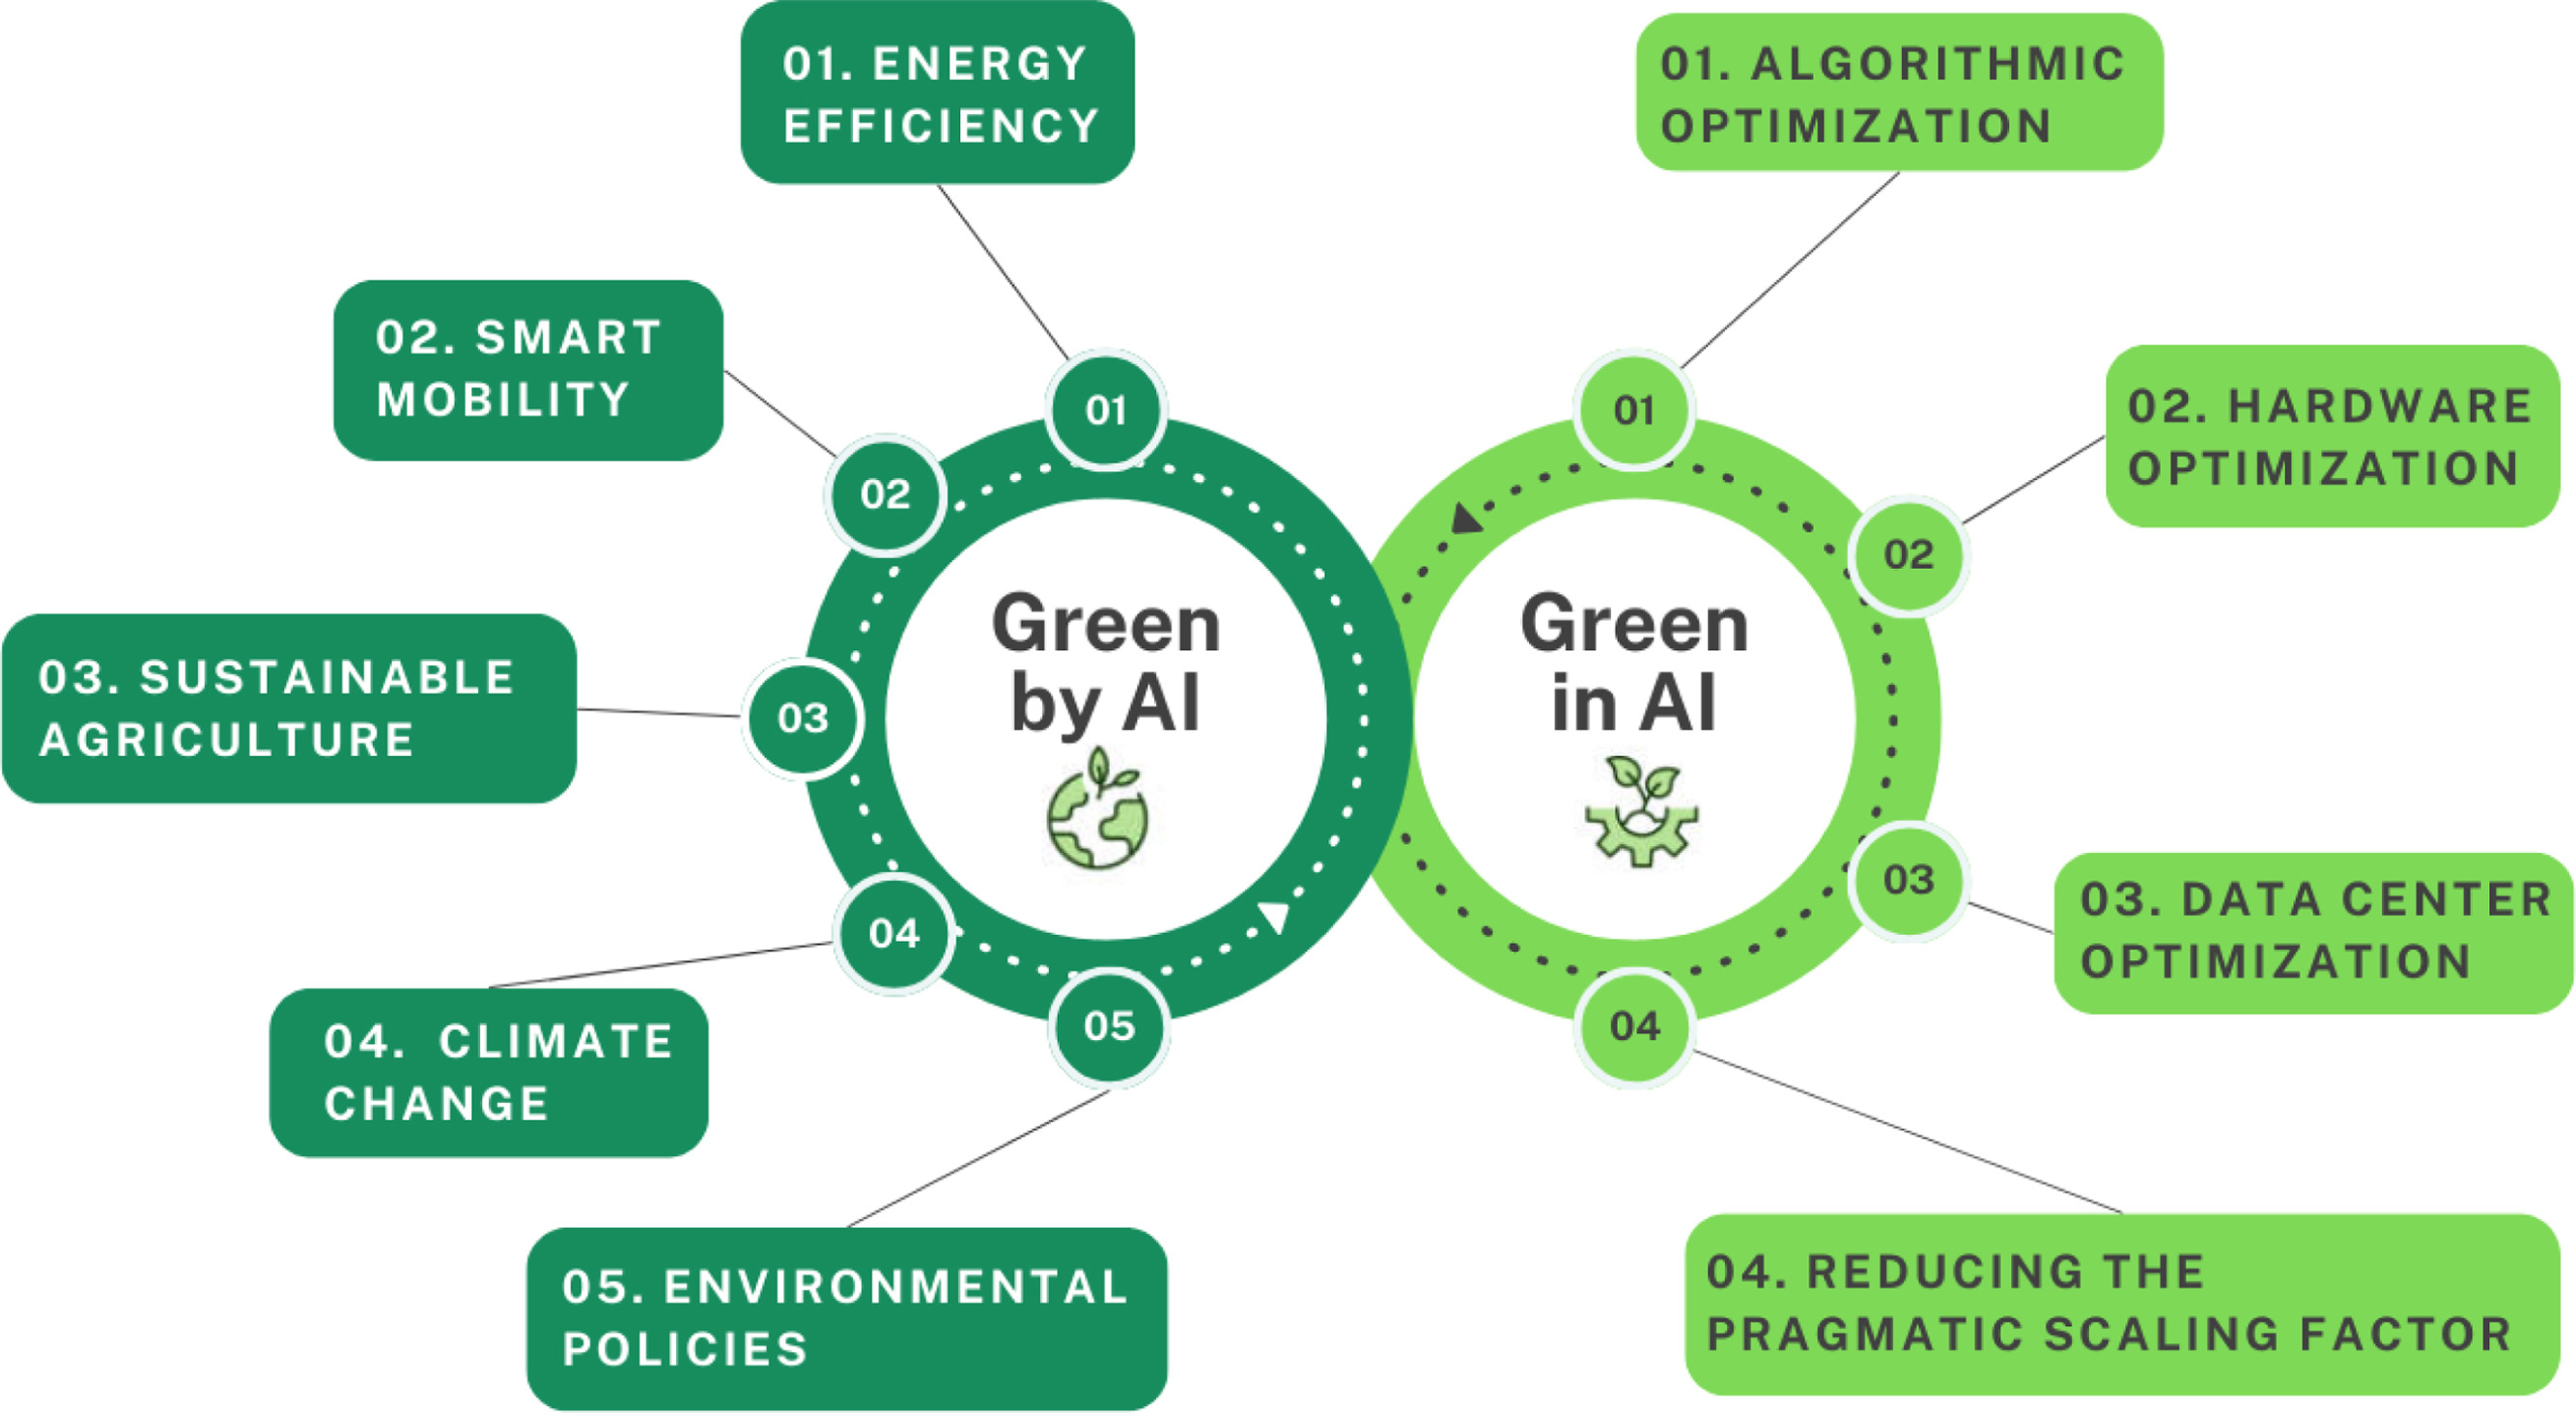 01. ENERGY
EFFICIENCY
02. SMART
MOBILITY
03. SUSTAINABLE
AGRICULTURE
04. CLIMATE
CHANGE
05. ENVIRONMENTAL
POLICIES
01
02
03
04
05
Green
by AI
Green
in AI
01
02
03
04
01. ALGORITHMIC
OPTIMIZATION
02. HARDWARE
OPTIMIZATION
03. DATA CENTER
OPTIMIZATION
04. REDUCING THE
PRAGMATIC SCALING FACTOR